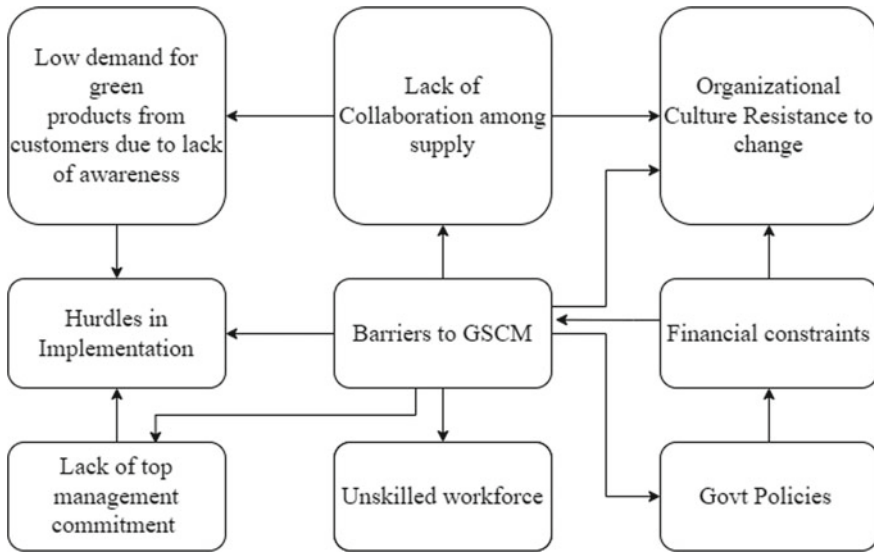 Low demand for
green
products from
customers due to lack
of awareness
Lack of
Collaboration among
supply
Organizational
Culture Resistance to
change
Hurdles in
Implementation
Barriers to GSCM
Financial constraints
Lack of top
management
commitment
Unskilled workforce
Govt Policies